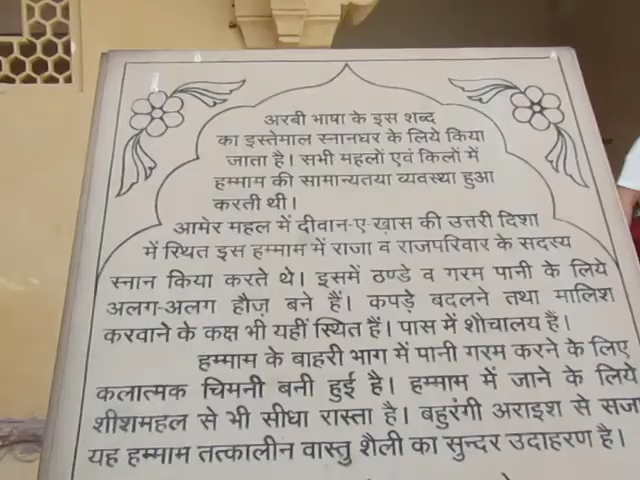 अरबी भाषा के इस शब्द
का इस्तेमाल स्नानघर के लिये किया
जाता है। सभी महलों एवं किलों में
हम्माम की सामान्यतया व्यवस्था हुआ
करती थी।
आमेर महल में दीवान-ए-ख़ास की उत्तरी दिशा
में स्थित इस हम्माम में राजा व राजपरिवार के सदस्य
स्नान किया करते थे। इसमें ठण्डे व गरम पानी के लिये
अलग-अलग हौज़ बने हैं। कपड़े बदलने तथा मालिश
करवाने के कक्ष भी यहीं स्थित हैं। पास में शौचालय हैं।
हम्माम के बाहरी भाग में पानी गरम करने के लिए
कलात्मक चिमनी बनी हुई है। हम्माम में जाने के लिये
शीशमहल से भी सीधा रास्ता है। बहुरंगी अराइश से सजा
यह हम्माम तत्कालीन वास्तु शैली का सुन्दर उदाहरण है।